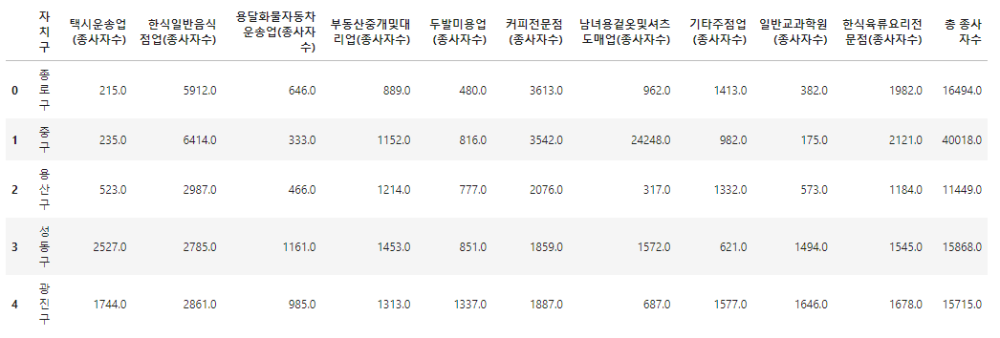 자치구 택시운송업(종사자수) 한식일반음식점업(종사자수) 용달화물자동차운송업(종사자수) 부동산중개및대리업(종사자수) 두발미용업(종사자수) 커피전문점(종사자수) 남녀용겉옷및셔츠도매업(종사자수) 기타주점업(종사자수) 일반교과학원(종사자수) 한식육류요리전문점(종사자수) 총 종사자수
0 종로구 215.0 5912.0 646.0 889.0 480.0 3613.0 962.0 1413.0 382.0 1982.0 16494.0
1 중구 235.0 6414.0 333.0 1152.0 816.0 3542.0 24248.0 982.0 175.0 2121.0 40018.0
2 용산구 523.0 2987.0 466.0 1214.0 777.0 2076.0 317.0 1332.0 573.0 1184.0 11449.0
3 성동구 2527.0 2785.0 1161.0 1453.0 851.0 1859.0 1572.0 621.0 1494.0 1545.0 15868.0
4 광진구 1744.0 2861.0 985.0 1313.0 1337.0 1887.0 687.0 1577.0 1646.0 1678.0 15715.0